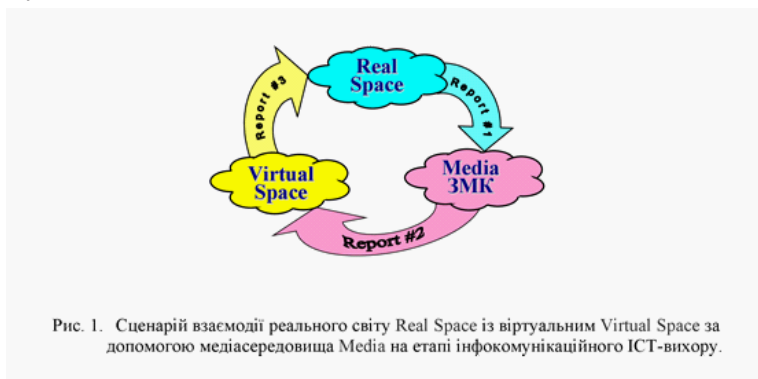 Real
Space
Report #1
Report #3
Media
ЗМК
Virtual
Space
Report #2
Рис. 1. Сценарій взаємодії реального світу Real Space із віртуальним Virtual Space за
допомогою медіасередовища Media на етапі інфокомунікаційного ICT-вихору.